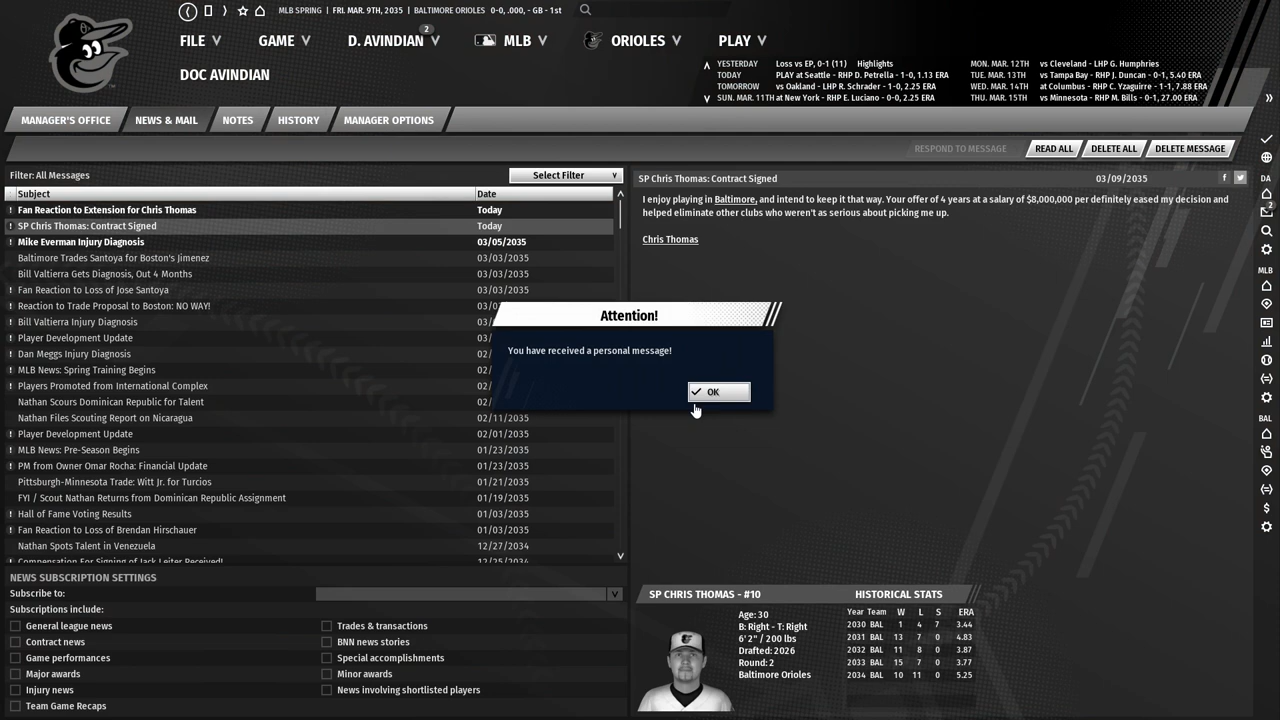 MLB SPRING | FRI. MAR. 9TH, 2035 | BALTIMORE ORIOLES 0-0, .000, - GB - 1st
FILE GAME D. AVINDIAN 2 MLB ORIOLES PLAY
DOC AVINDIAN
YESTERDAY Loss vs EP, 0-1 (11) Highlights
TODAY PLAY at Seattle - RHP D. Petrella - 1-0, 1.13 ERA
TOMORROW vs Oakland - LHP R. Schrader - 1-0, 2.25 ERA
SUN. MAR. 11TH at New York - RHP E. Luciano - 0-0, 2.25 ERA
MON. MAR. 12TH vs Cleveland - LHP G. Humphries
TUE. MAR. 13TH vs Tampa Bay - RHP J. Duncan - 0-1, 5.40 ERA
WED. MAR. 14TH at Columbus - RHP C. Yzaguirre - 1-1, 7.88 ERA
THU. MAR. 15TH vs Minnesota - RHP M. Bills - 0-1, 27.00 ERA
MANAGER'S OFFICE NEWS & MAIL NOTES HISTORY MANAGER OPTIONS
RESPOND TO MESSAGE READ ALL DELETE ALL DELETE MESSAGE
Filter: All Messages Select Filter
Subject Date
! Fan Reaction to Extension for Chris Thomas Today
! SP Chris Thomas: Contract Signed Today
! Mike Everman Injury Diagnosis 03/05/2035
Baltimore Trades Santoya for Boston's Jimenez 03/03/2035
Bill Valtierra Gets Diagnosis, Out 4 Months 03/03/2035
! Fan Reaction to Loss of Jose Santoya 03/03/2035
! Reaction to Trade Proposal to Boston: NO WAY! 03/0
! Bill Valtierra Injury Diagnosis 03/
! Player Development Update 03/
! Dan Meggs Injury Diagnosis 02/
! MLB News: Spring Training Begins 02/
! Players Promoted from International Complex 02/
Nathan Scours Dominican Republic for Talent 02/
Nathan Files Scouting Report on Nicaragua 02/11/2035
! Player Development Update 02/01/2035
! MLB News: Pre-Season Begins 01/23/2035
! PM from Owner Omar Rocha: Financial Update 01/23/2035
Pittsburgh-Minnesota Trade: Witt Jr. for Turcios 01/21/2035
FYI / Scout Nathan Returns from Dominican Republic Assignment 01/19/2035
! Hall of Fame Voting Results 01/03/2035
! Fan Reaction to Loss of Brendan Hirschauer 01/03/2035
Nathan Spots Talent in Venezuela 12/27/2034
! Compensation For Signing of Jack Leiter Received! 12/25/2034
SP Chris Thomas: Contract Signed 03/09/2035
I enjoy playing in Baltimore, and intend to keep it that way. Your offer of 4 years at a salary of $8,000,000 per definitely eased my decision and
helped eliminate other clubs who weren't as serious about picking me up.
Chris Thomas
Attention!
You have received a personal message!
OK
NEWS SUBSCRIPTION SETTINGS
Subscribe to:
Subscriptions include:
General league news Trades & transactions
Contract news BNN news stories
Game performances Special accomplishments
Major awards Minor awards
Injury news News involving shortlisted players
Team Game Recaps
SP CHRIS THOMAS - #10
Age: 30
B: Right - T: Right
6' 2" / 200 lbs
Drafted: 2026
Round: 2
Baltimore Orioles
HISTORICAL STATS
Year Team W L S ERA
2030 BAL 1 4 7 3.44
2031 BAL 13 7 0 4.83
2032 BAL 11 8 0 3.87
2033 BAL 15 7 0 3.77
2034 BAL 10 11 0 5.25
DA
2
MLB
BAL
$